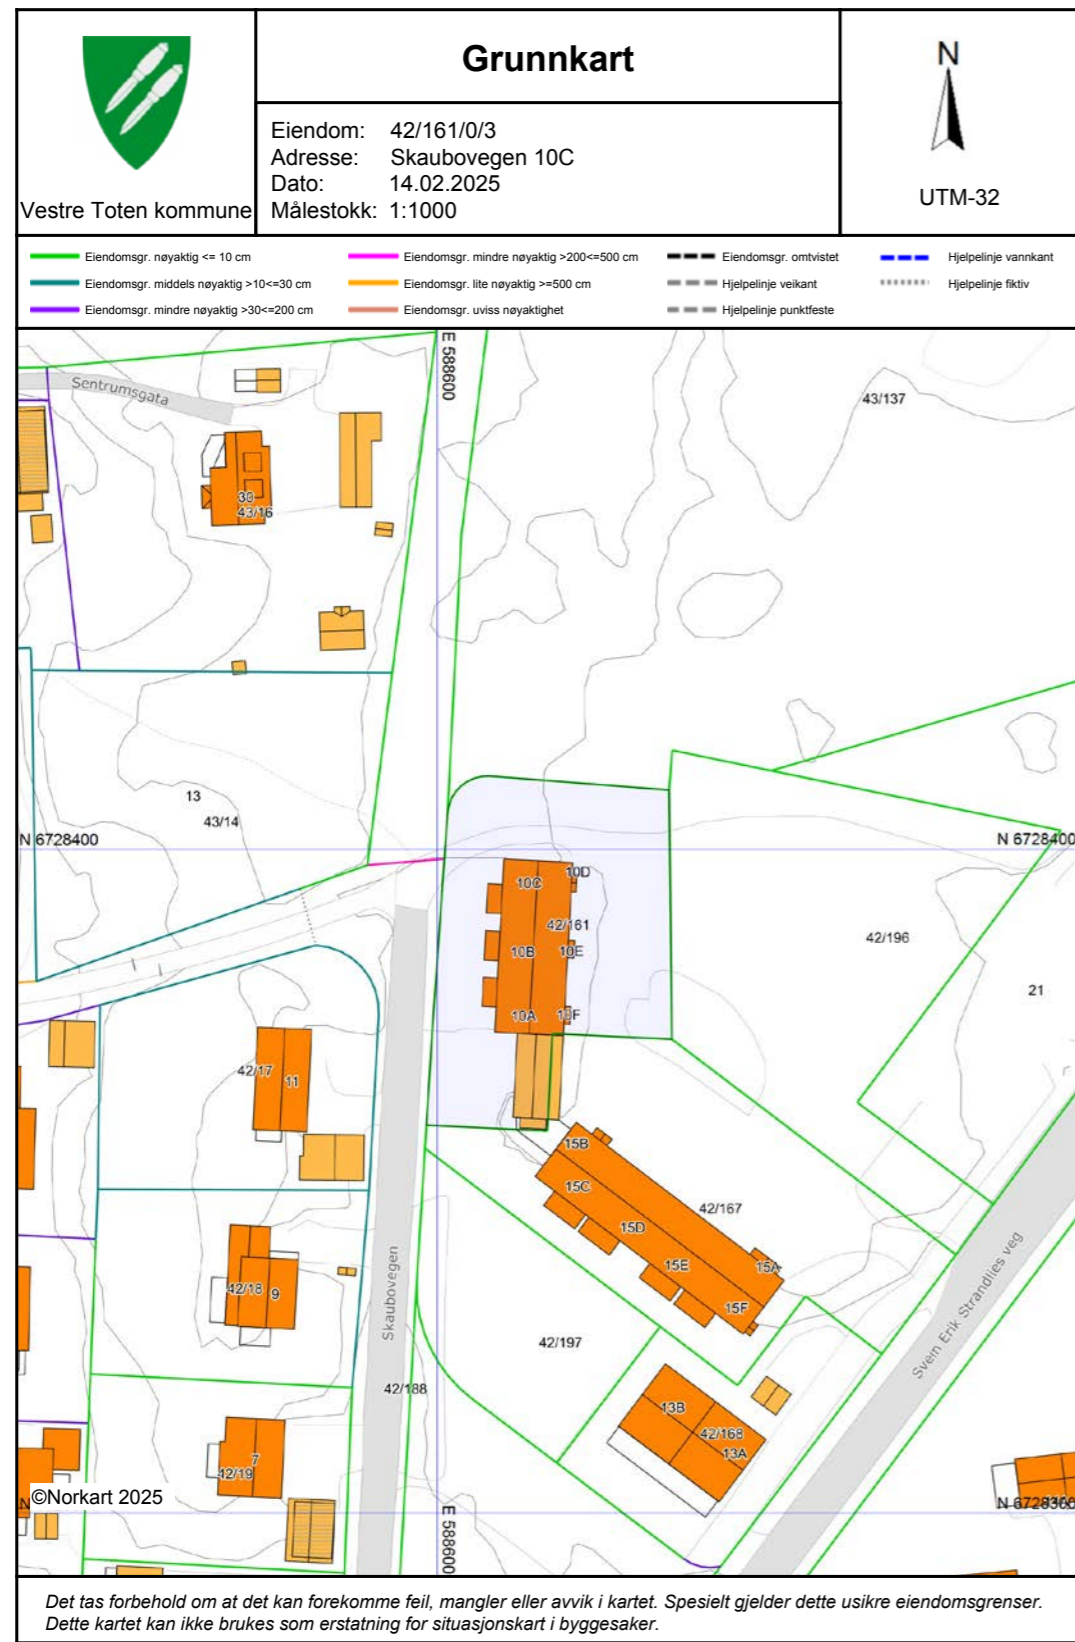 Grunnkart
Eiendom: 42/161/0/3
Adresse: Skaubovegen 10C
Dato: 14.02.2025
Målestokk: 1:1000
Vestre Toten kommune
N
UTM-32
Eiendomsgr. nøyaktig <= 10 cm
Eiendomsgr. middels nøyaktig >10<=30 cm
Eiendomsgr. mindre nøyaktig >30<=200 cm
Eiendomsgr. mindre nøyaktig >200<=500 cm
Eiendomsgr. lite nøyaktig >=500 cm
Eiendomsgr. uviss nøyaktighet
Eiendomsgr. omtvistet
Hjelpelinje veikant
Hjelpelinje punktfeste
Hjelpelinje vannkant
Hjelpelinje fiktiv
E 588600
Sentrumsgata
43/137
30
43/16
13
43/14
N 6728400
N 6728400
10C
10D
42/161
10B
10E
10A
10F
42/196
21
42/17
11
15B
15C
15D
42/167
15E
15A
15F
42/18
9
Skaubovegen
Svein Erik Strandlies veg
42/197
42/188
13B
42/168
13A
7
42/19
©Norkart 2025
N
E 588600
N 6728300
Det tas forbehold om at det kan forekomme feil, mangler eller avvik i kartet. Spesielt gjelder dette usikre eiendomsgrenser.
Dette kartet kan ikke brukes som erstatning for situasjonskart i byggesaker.